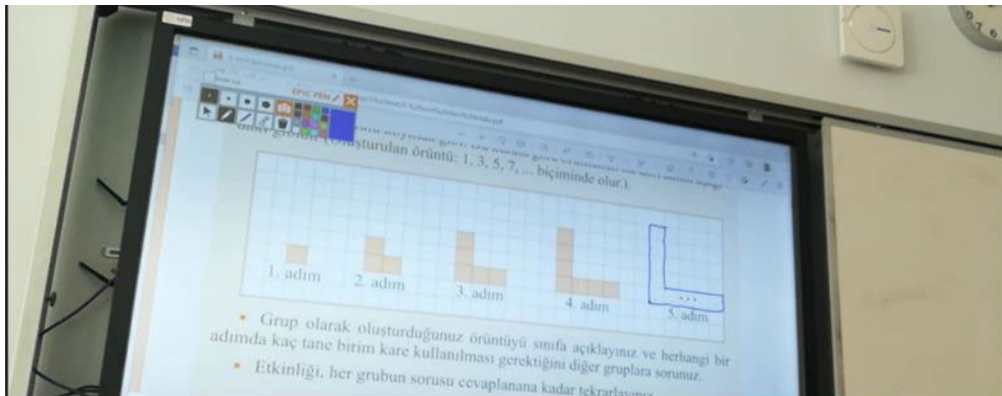 EPIC PEN
(Oluşturulan örüntü: 1, 3, 5, 7, ... biçiminde olur.).
1. adım
2. adım
3. adım
4. adım
...
5. adım
• Grup olarak oluşturduğunuz örüntüyü sınıfa açıklayınız ve herhangi bir
adımda kaç tane birim kare kullanılması gerektiğini diğer gruplara sorunuz.
• Etkinliği, her grubun sorusu cevaplanana kadar tekrarlayınız.